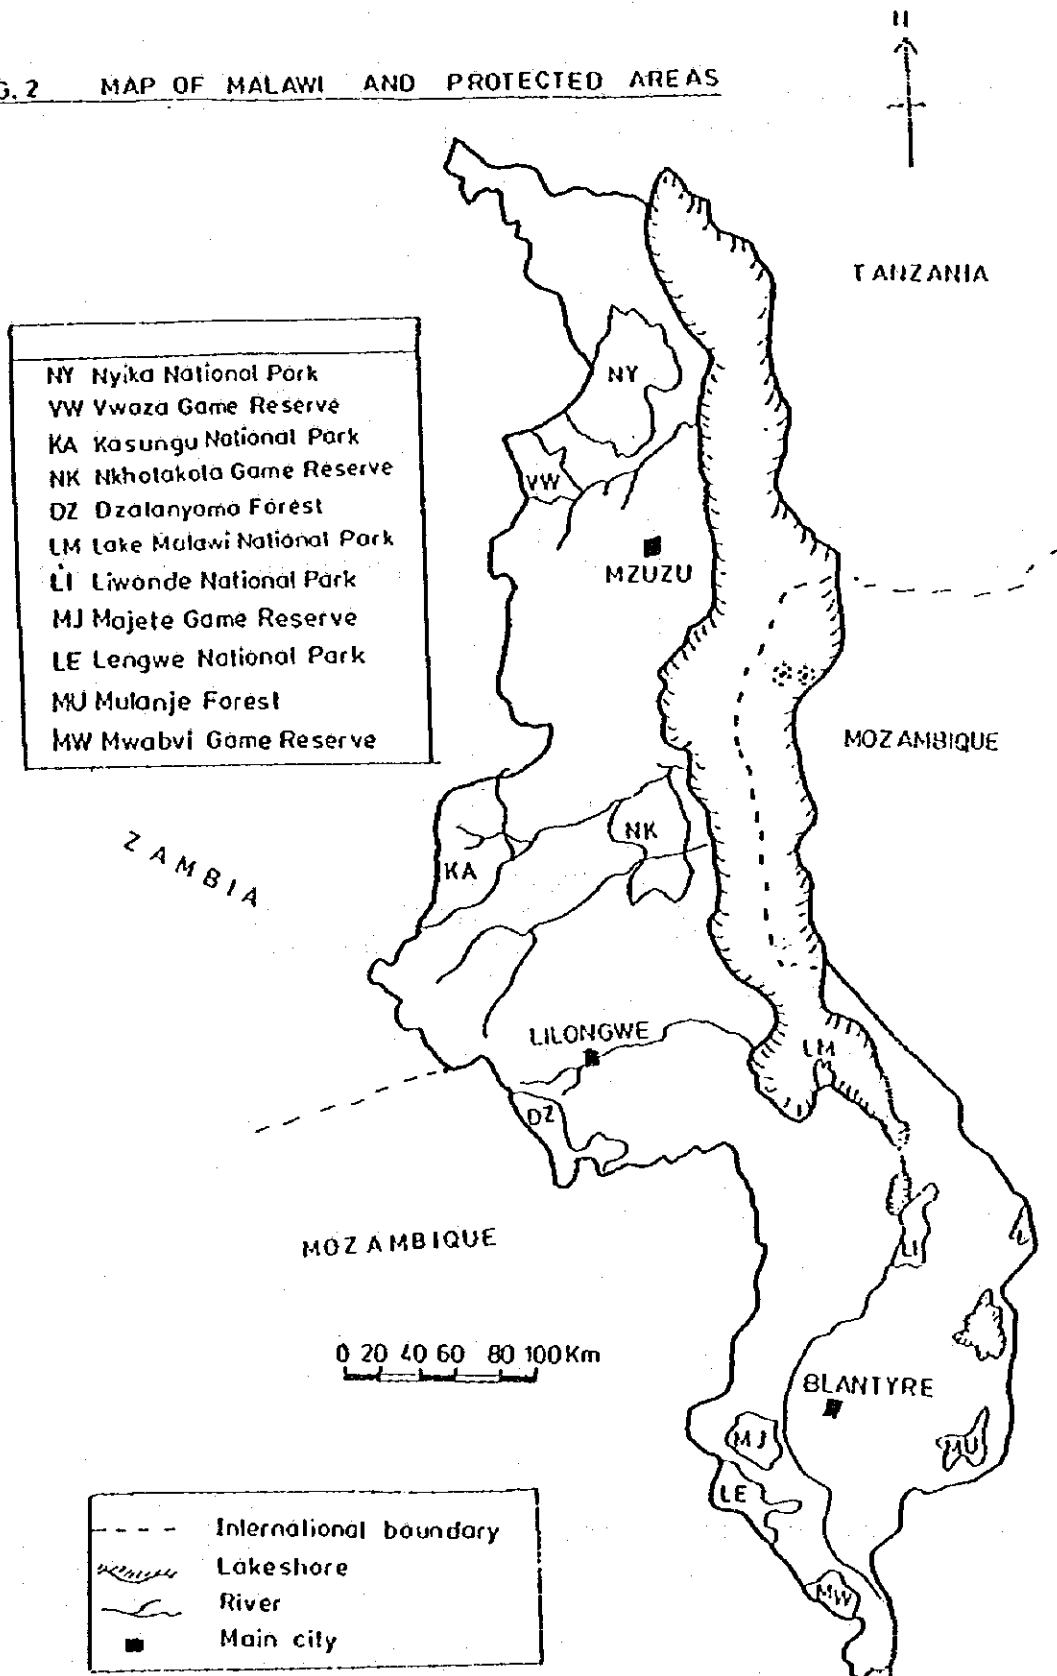 G. 2 MAP OF MALAWI AND PROTECTED AREAS
N
TANZANIA
NY Nyika National Park
VW Vwaza Game Reserve
KA Kasungu National Park
NK Nkhotakota Game Reserve
DZ Dzalanyama Forest
LM Lake Malawi National Park
LI Liwonde National Park
MJ Majete Game Reserve
LE Lengwe National Park
MU Mulanje Forest
MW Mwabvi Game Reserve
NY
VW
MZUZU
MOZAMBIQUE
ZAMBIA
NK
KA
LILONGWE
LM
DZ
MOZAMBIQUE
LI
0 20 40 60 80 100Km
BLANTYRE
MJ
MU
LE
MW
International boundary
Lakeshore
River
Main city